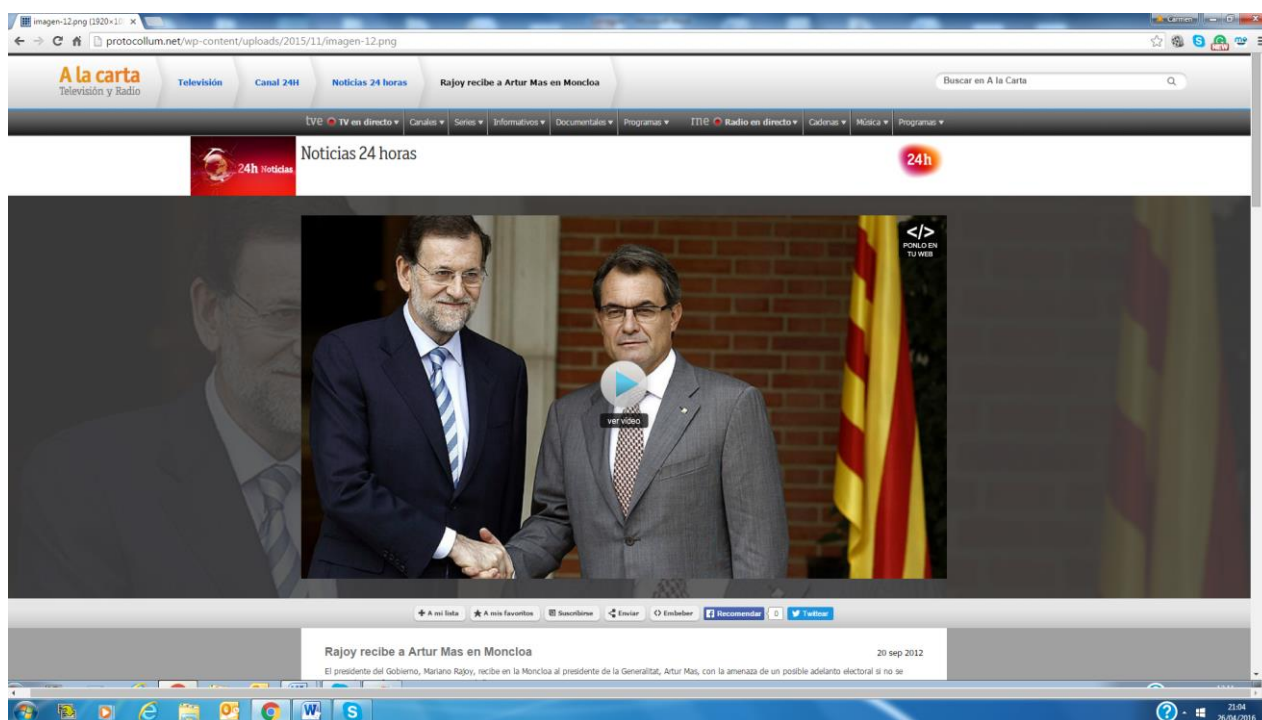 imagen-12.png (1920×10
Carmen
protocollum.net/wp-content/uploads/2015/11/imagen-12.png
A la carta
Televisión y Radio
Televisión
Canal 24H
Noticias 24 horas
Rajoy recibe a Artur Mas en Moncloa
Buscar en A la Carta
tve TV en directo Canales Series Informativos Documentales Programas rne Radio en directo Cadenas Música Programas
24h Noticias
Noticias 24 horas
24h
</>
PONLO EN
TU WEB
ver vídeo
A mi lista A mis favoritos Suscribirse Enviar Embeber Recomendar 0 Twittear
Rajoy recibe a Artur Mas en Moncloa
20 sep 2012
El presidente del Gobierno, Mariano Rajoy, recibe en la Moncloa al presidente de la Generalitat, Artur Mas, con la amenaza de un posible adelanto electoral si no se
21:04
26/04/2016